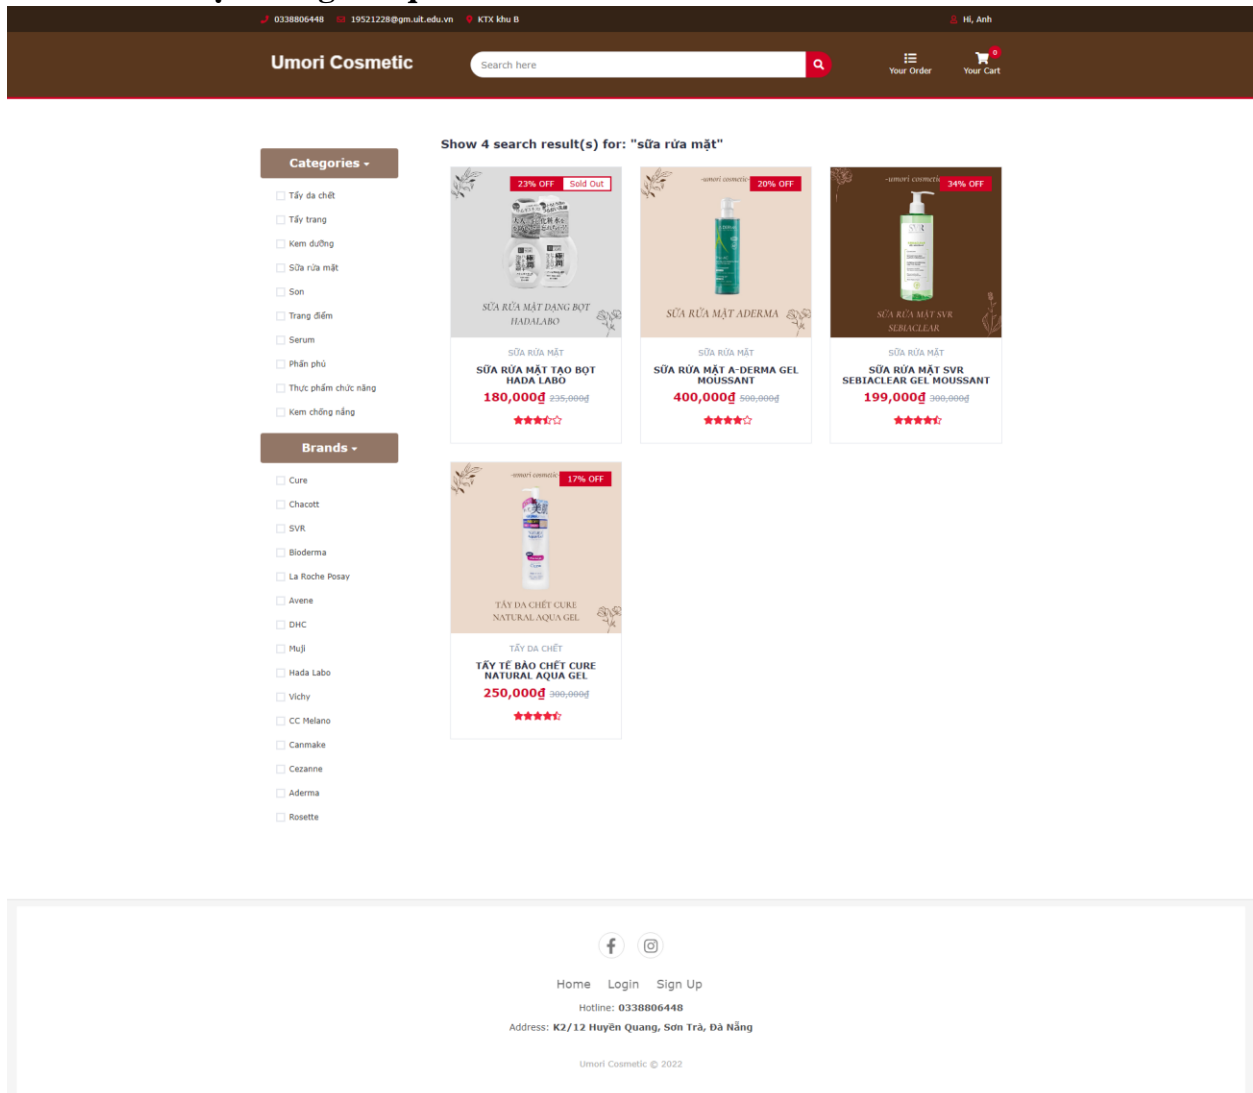 0338806448 19521228@gm.uit.edu.vn KTX khu B Hi, Anh
Umori Cosmetic
Search here
Your Order
0
Your Cart
Show 4 search result(s) for: "sữa rửa mặt"
Categories
Tẩy da chết
Tẩy trang
Kem dưỡng
Sữa rửa mặt
Son
Trang điểm
Serum
Phấn phủ
Thực phẩm chức năng
Kem chống nắng
Brands
Cure
Chacott
SVR
Bioderma
La Roche Posay
Avene
DHC
Muji
Hada Labo
Vichy
CC Melano
Canmake
Cezanne
Aderma
Rosette
23% OFF Sold Out
SỮA RỬA MẶT DẠNG BỌT
HADALABO
SỮA RỬA MẶT
SỮA RỬA MẶT TẠO BỌT
HADA LABO
180,000₫ 235,000₫
-umori cosmetic-
20% OFF
SỮA RỬA MẶT ADERMA
SỮA RỬA MẶT
SỮA RỬA MẶT A-DERMA GEL
MOUSSANT
400,000₫ 500,000₫
-umori cosmetic
34% OFF
SVR
SỮA RỬA MẶT SVR
SEBIACLEAR
SỮA RỬA MẶT
SỮA RỬA MẶT SVR
SEBIACLEAR GEL MOUSSANT
199,000₫ 300,000₫
-umori cosmetic
17% OFF
Cure
TẨY DA CHẾT CURE
NATURAL AQUA GEL
TẨY DA CHẾT
TẨY TẾ BÀO CHẾT CURE
NATURAL AQUA GEL
250,000₫ 300,000₫
Home Login Sign Up
Hotline: 0338806448
Address: K2/12 Huyền Quang, Sơn Trà, Đà Nẵng
Umori Cosmetic © 2022